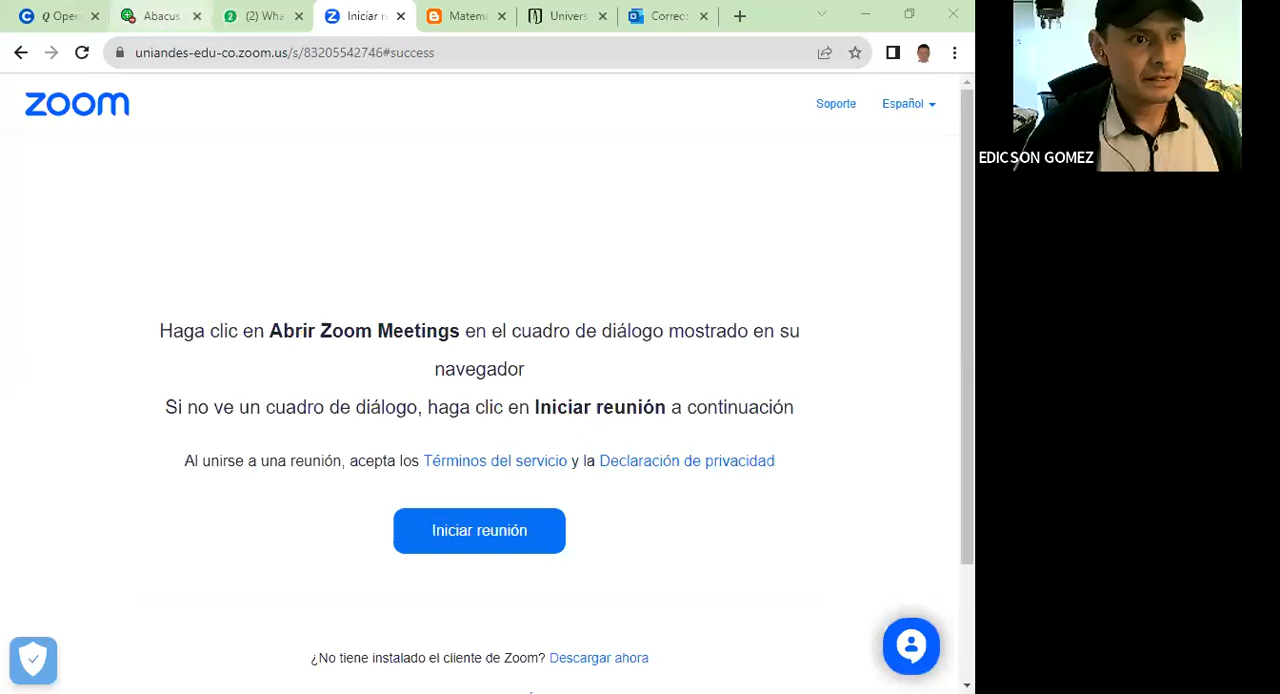 Q Oper
Abacus
(2) Wha
Iniciar r
Matema
Univers
Correo:
uniandes-edu-co.zoom.us/s/83205542746#success
zoom
Soporte
Español
EDICSON GOMEZ
Haga clic en Abrir Zoom Meetings en el cuadro de diálogo mostrado en su
navegador
Si no ve un cuadro de diálogo, haga clic en Iniciar reunión a continuación
Al unirse a una reunión, acepta los Términos del servicio y la Declaración de privacidad
Iniciar reunión
¿No tiene instalado el cliente de Zoom? Descargar ahora